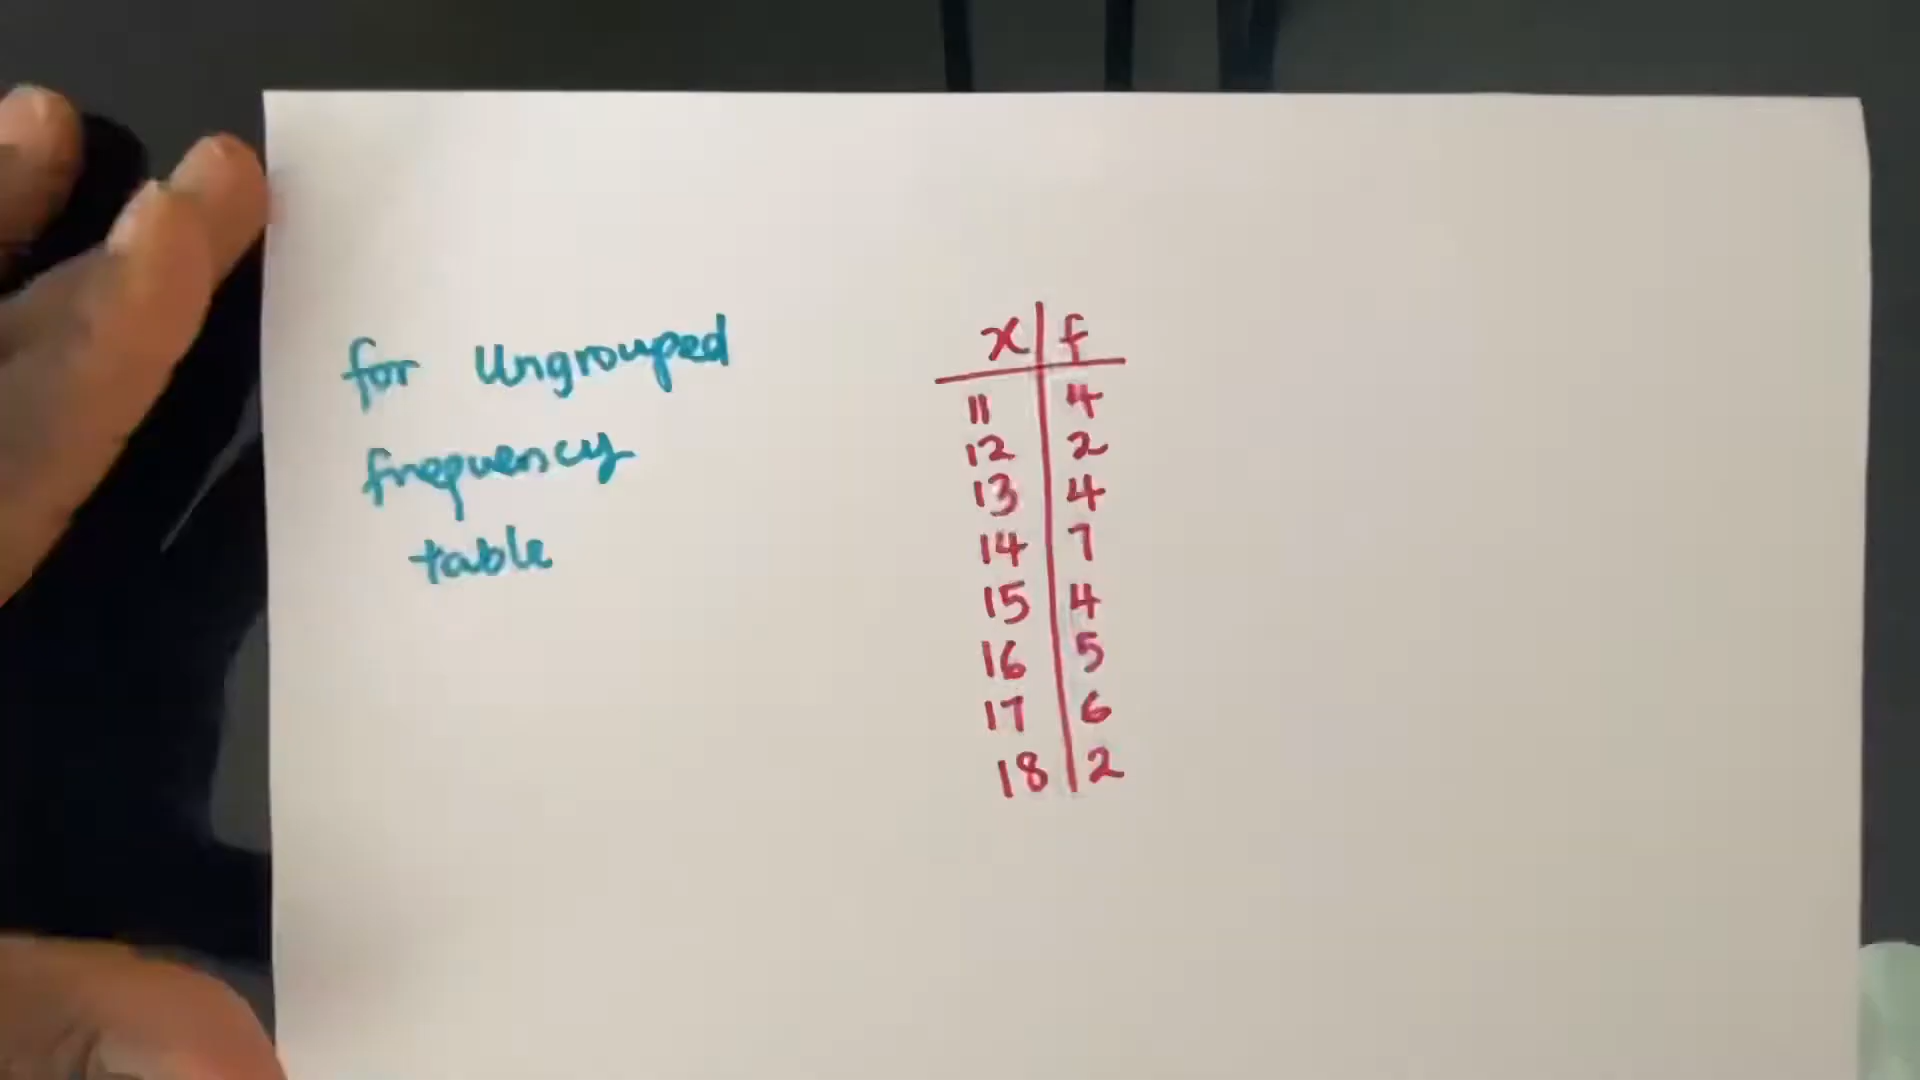 for Ungrouped
frequency
table
x f
11 4
12 2
13 4
14 7
15 4
16 5
17 6
18 2